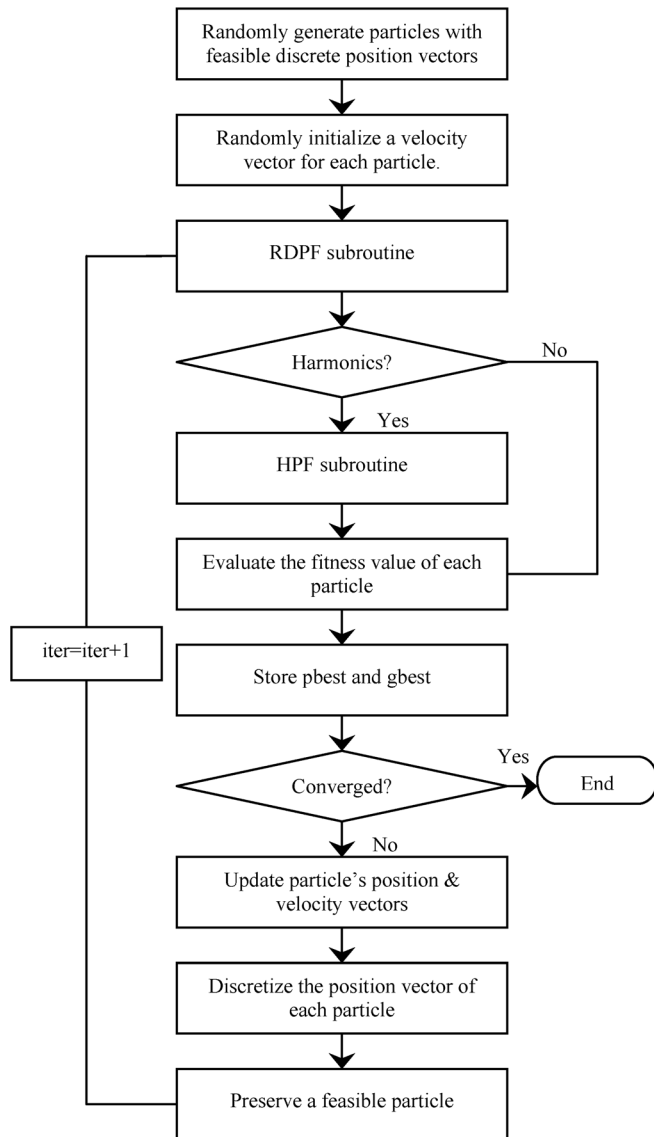 Randomly generate particles with
feasible discrete position vectors
Randomly initialize a velocity
vector for each particle.
RDPF subroutine
Harmonics?
No
Yes
HPF subroutine
Evaluate the fitness value of each
particle
iter=iter+1
Store pbest and gbest
Converged?
Yes
End
No
Update particle’s position &
velocity vectors
Discretize the position vector of
each particle
Preserve a feasible particle